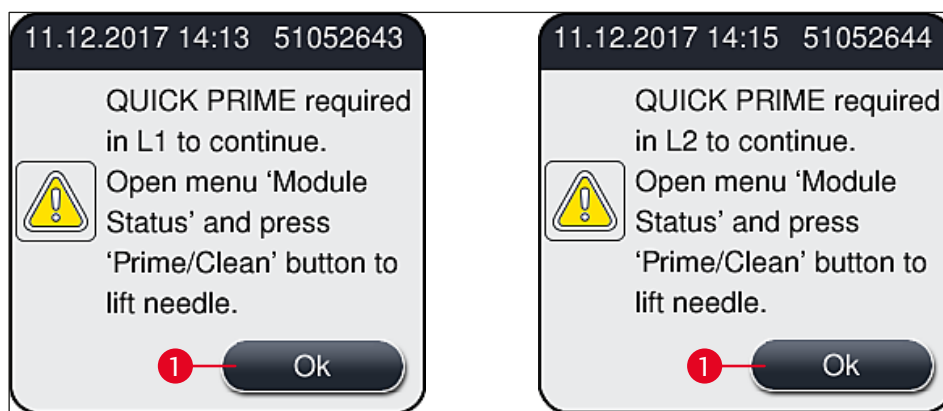 11.12.2017 14:13 51052643
QUICK PRIME required
in L1 to continue.
Open menu ‘Module
Status’ and press
‘Prime/Clean’ button to
lift needle.
1
Ok
11.12.2017 14:15 51052644
QUICK PRIME required
in L2 to continue.
Open menu ‘Module
Status’ and press
‘Prime/Clean’ button to
lift needle.
1
Ok